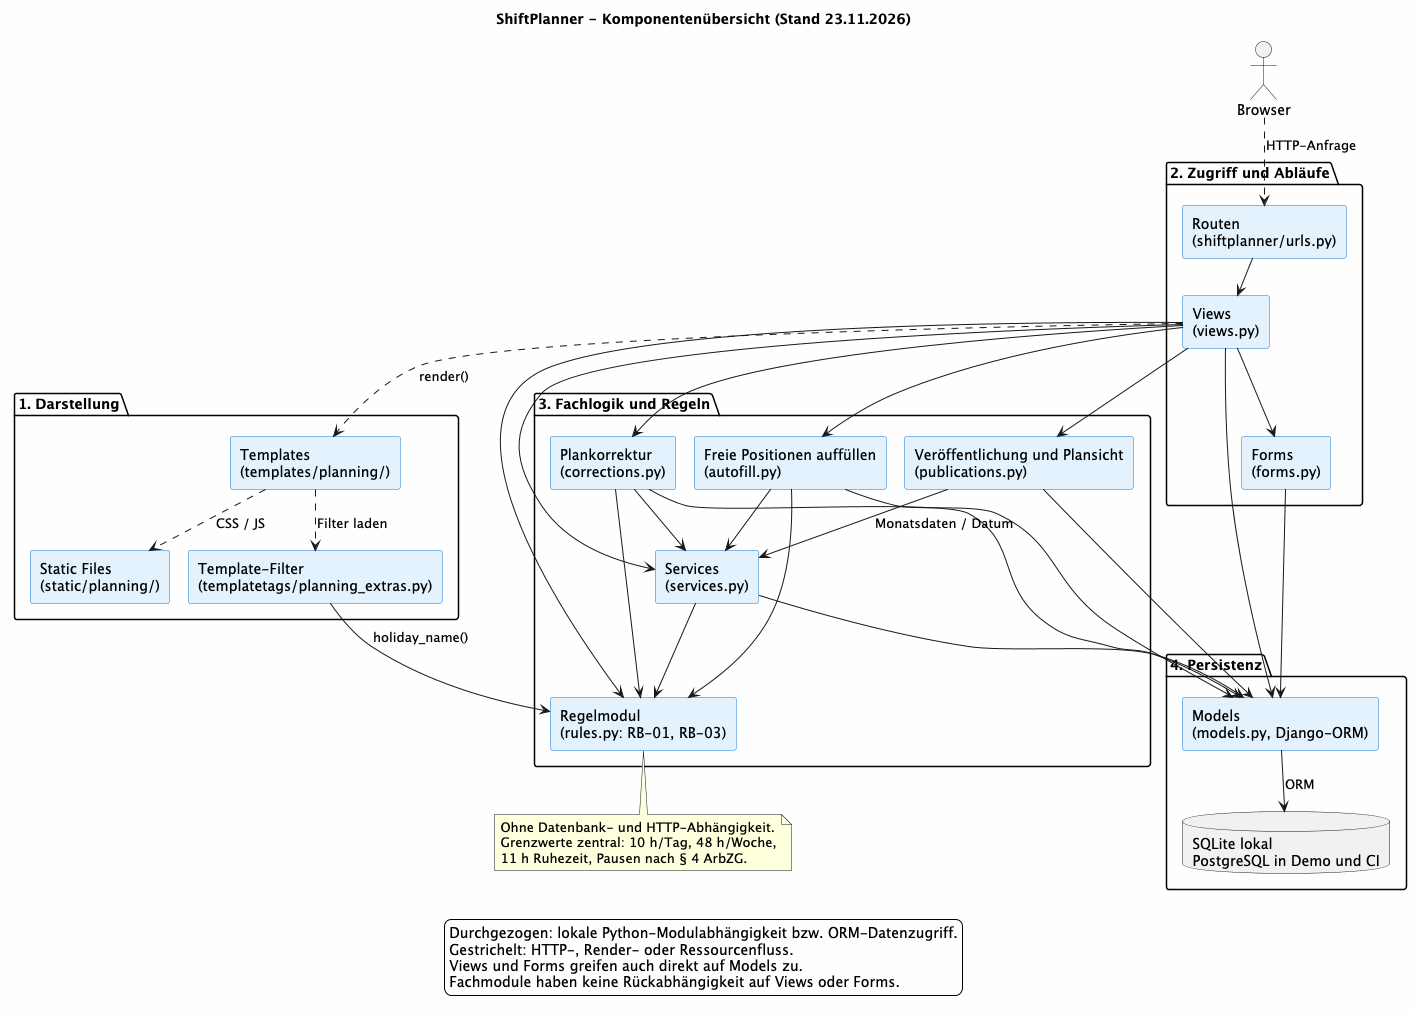 ShiftPlanner – Komponentenübersicht (Stand 23.11.2026)
Browser
HTTP-Anfrage
2. Zugriff und Abläufe
Routen
(shiftplanner/urls.py)
Views
(views.py)
render()
1. Darstellung
3. Fachlogik und Regeln
Templates
(templates/planning/)
Plankorrektur
(corrections.py)
Freie Positionen auffüllen
(autofill.py)
Veröffentlichung und Plansicht
(publications.py)
Forms
(forms.py)
CSS / JS
Filter laden
Monatsdaten / Datum
Static Files
(static/planning/)
Template-Filter
(templatetags/planning_extras.py)
Services
(services.py)
holiday_name()
4. Persistenz
Regelmodul
(rules.py: RB-01, RB-03)
Models
(models.py, Django-ORM)
ORM
Ohne Datenbank- und HTTP-Abhängigkeit.
Grenzwerte zentral: 10 h/Tag, 48 h/Woche,
11 h Ruhezeit, Pausen nach § 4 ArbZG.
SQLite lokal
PostgreSQL in Demo und CI
Durchgezogen: lokale Python-Modulabhängigkeit bzw. ORM-Datenzugriff.
Gestrichelt: HTTP-, Render- oder Ressourcenfluss.
Views und Forms greifen auch direkt auf Models zu.
Fachmodule haben keine Rückabhängigkeit auf Views oder Forms.